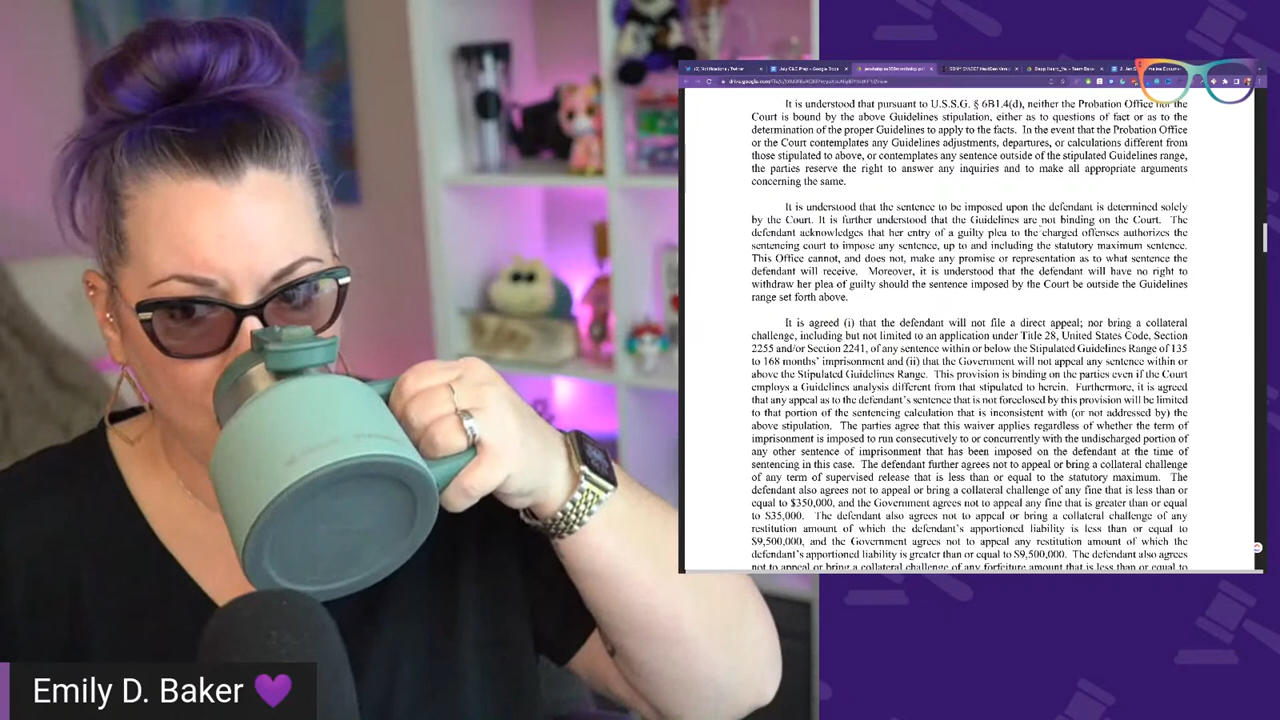 It is understood that pursuant to U.S.S.G. § 6B1.4(d), neither the Probation Office nor the
Court is bound by the above Guidelines stipulation, either as to questions of fact or as to the
determination of the proper Guidelines to apply to the facts. In the event that the Probation Office
or the Court contemplates any Guidelines adjustments, departures, or calculations different from
those stipulated to above, or contemplates any sentence outside of the stipulated Guidelines range,
the parties reserve the right to answer any inquiries and to make all appropriate arguments
concerning the same.
It is understood that the sentence to be imposed upon the defendant is determined solely
by the Court. It is further understood that the Guidelines are not binding on the Court. The
defendant acknowledges that her entry of a guilty plea to the charged offenses authorizes the
sentencing court to impose any sentence, up to and including the statutory maximum sentence.
This Office cannot, and does not, make any promise or representation as to what sentence the
defendant will receive. Moreover, it is understood that the defendant will have no right to
withdraw her plea of guilty should the sentence imposed by the Court be outside the Guidelines
range set forth above.
It is agreed (i) that the defendant will not file a direct appeal; nor bring a collateral
challenge, including but not limited to an application under Title 28, United States Code, Section
2255 and/or Section 2241, of any sentence within or below the Stipulated Guidelines Range of 135
to 168 months' imprisonment and (ii) that the Government will not appeal any sentence within or
above the Stipulated Guidelines Range. This provision is binding on the parties even if the Court
employs a Guidelines analysis different from that stipulated to herein. Furthermore, it is agreed
that any appeal as to the defendant's sentence that is not foreclosed by this provision will be limited
to that portion of the sentencing calculation that is inconsistent with (or not addressed by) the
above stipulation. The parties agree that this waiver applies regardless of whether the term of
imprisonment is imposed to run consecutively to or concurrently with the undischarged portion of
any other sentence of imprisonment that has been imposed on the defendant at the time of
sentencing in this case. The defendant further agrees not to appeal or bring a collateral challenge
of any term of supervised release that is less than or equal to the statutory maximum. The
defendant also agrees not to appeal or bring a collateral challenge of any fine that is less than or
equal to $350,000, and the Government agrees not to appeal any fine that is greater than or equal
to $35,000. The defendant also agrees not to appeal or bring a collateral challenge of any
restitution amount of which the defendant's apportioned liability is less than or equal to
$9,500,000, and the Government agrees not to appeal any restitution amount of which the
defendant's apportioned liability is greater than or equal to $9,500,000. The defendant also agrees
not to appeal or bring a collateral challenge of any forfeiture amount that is less than or equal to
Emily D. Baker 💜